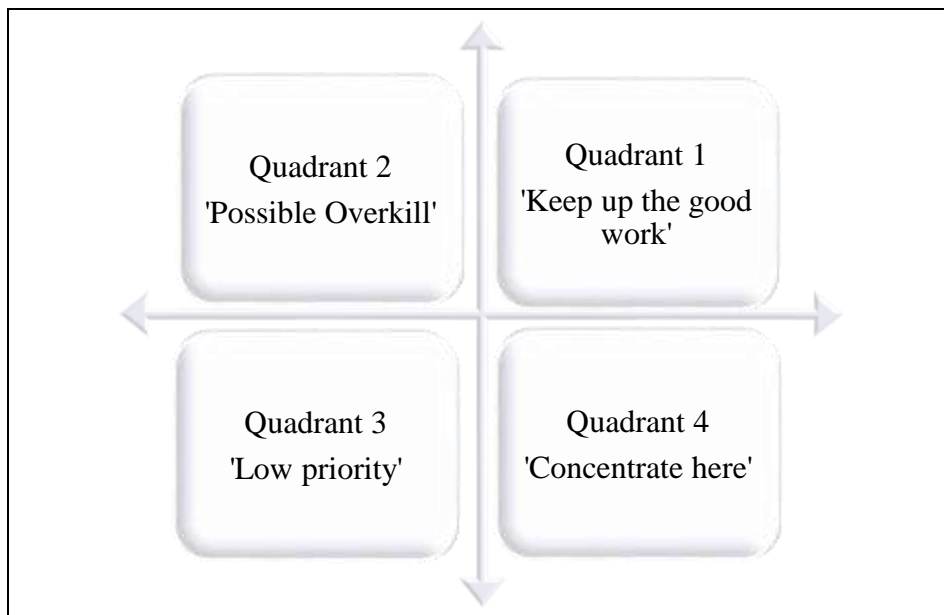 Quadrant 2
'Possible Overkill'
Quadrant 1
'Keep up the good
work'
Quadrant 3
'Low priority'
Quadrant 4
'Concentrate here'